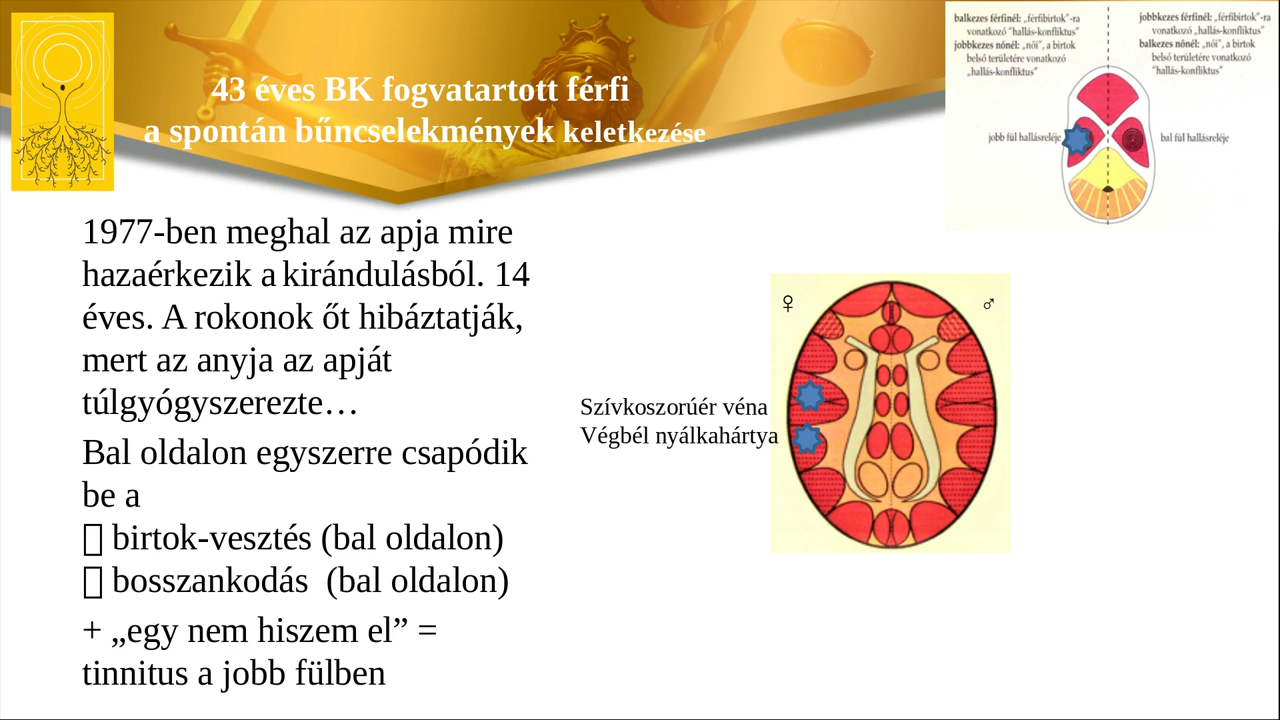 43 éves BK fogvatartott férfi
a spontán bűncselekmények keletkezése
balkezes férfinél: „férfibirtok"-ra
vonatkozó "hallás-konfliktus"
jobbkezes nőnél: „női", a birtok
belső területére vonatkozó
„hallás-konfliktus"
jobbkezes férfinél: „férfibirtok"-ra
vonatkozó "hallás-konfliktus"
balkezes nőnél: „női", a birtok
belső területére vonatkozó
"hallás-konfliktus"
jobb fül hallásreléje
bal fül hallásreléje
1977-ben meghal az apja mire
hazaérkezik a kirándulásból. 14
éves. A rokonok őt hibáztatják,
mert az anyja az apját
túlgyógyszerezte…
Bal oldalon egyszerre csapódik
be a
birtok-vesztés (bal oldalon)
bosszankodás (bal oldalon)
+ „egy nem hiszem el” =
tinnitus a jobb fülben
♀ ♂
Szívkoszorúér véna
Végbél nyálkahártya